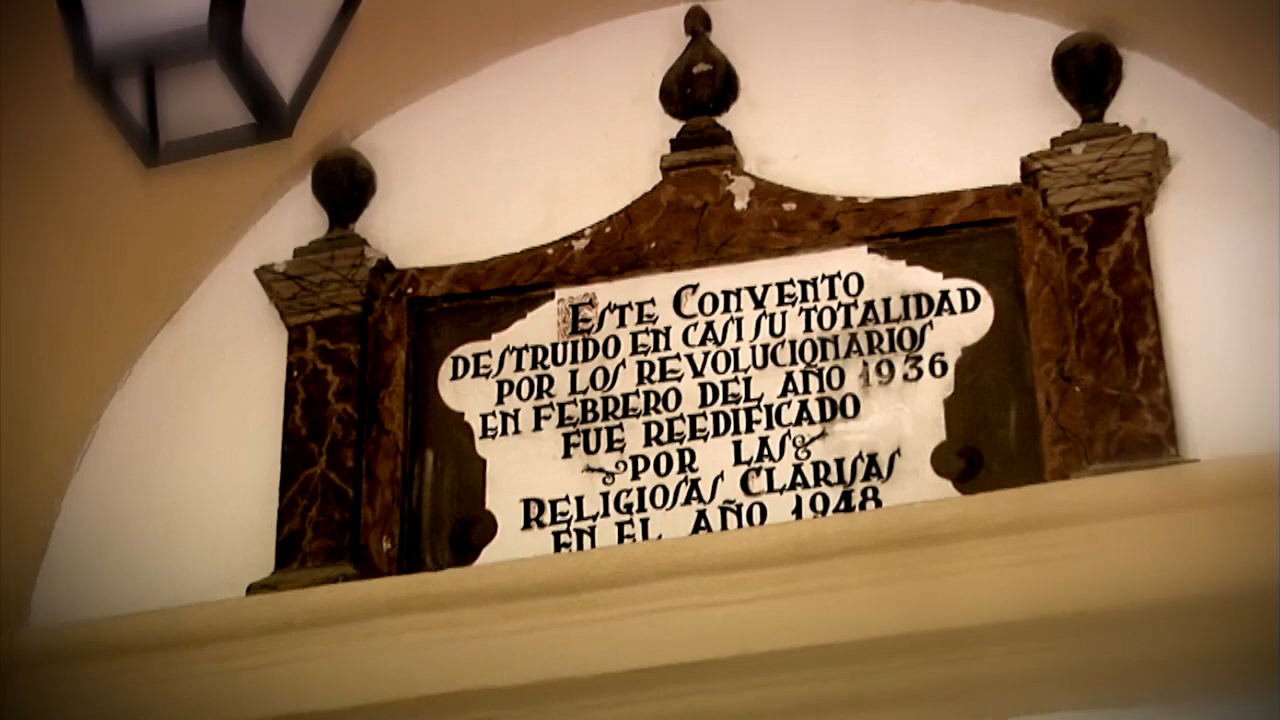 ESTE CONVENTO
DESTRUIDO EN CASI SU TOTALIDAD
POR LOS REVOLUCIONARIOS
EN FEBRERO DEL AÑO 1936
FUE REEDIFICADO
POR LAS
RELIGIOSAS CLARISAS
EN EL AÑO 1948